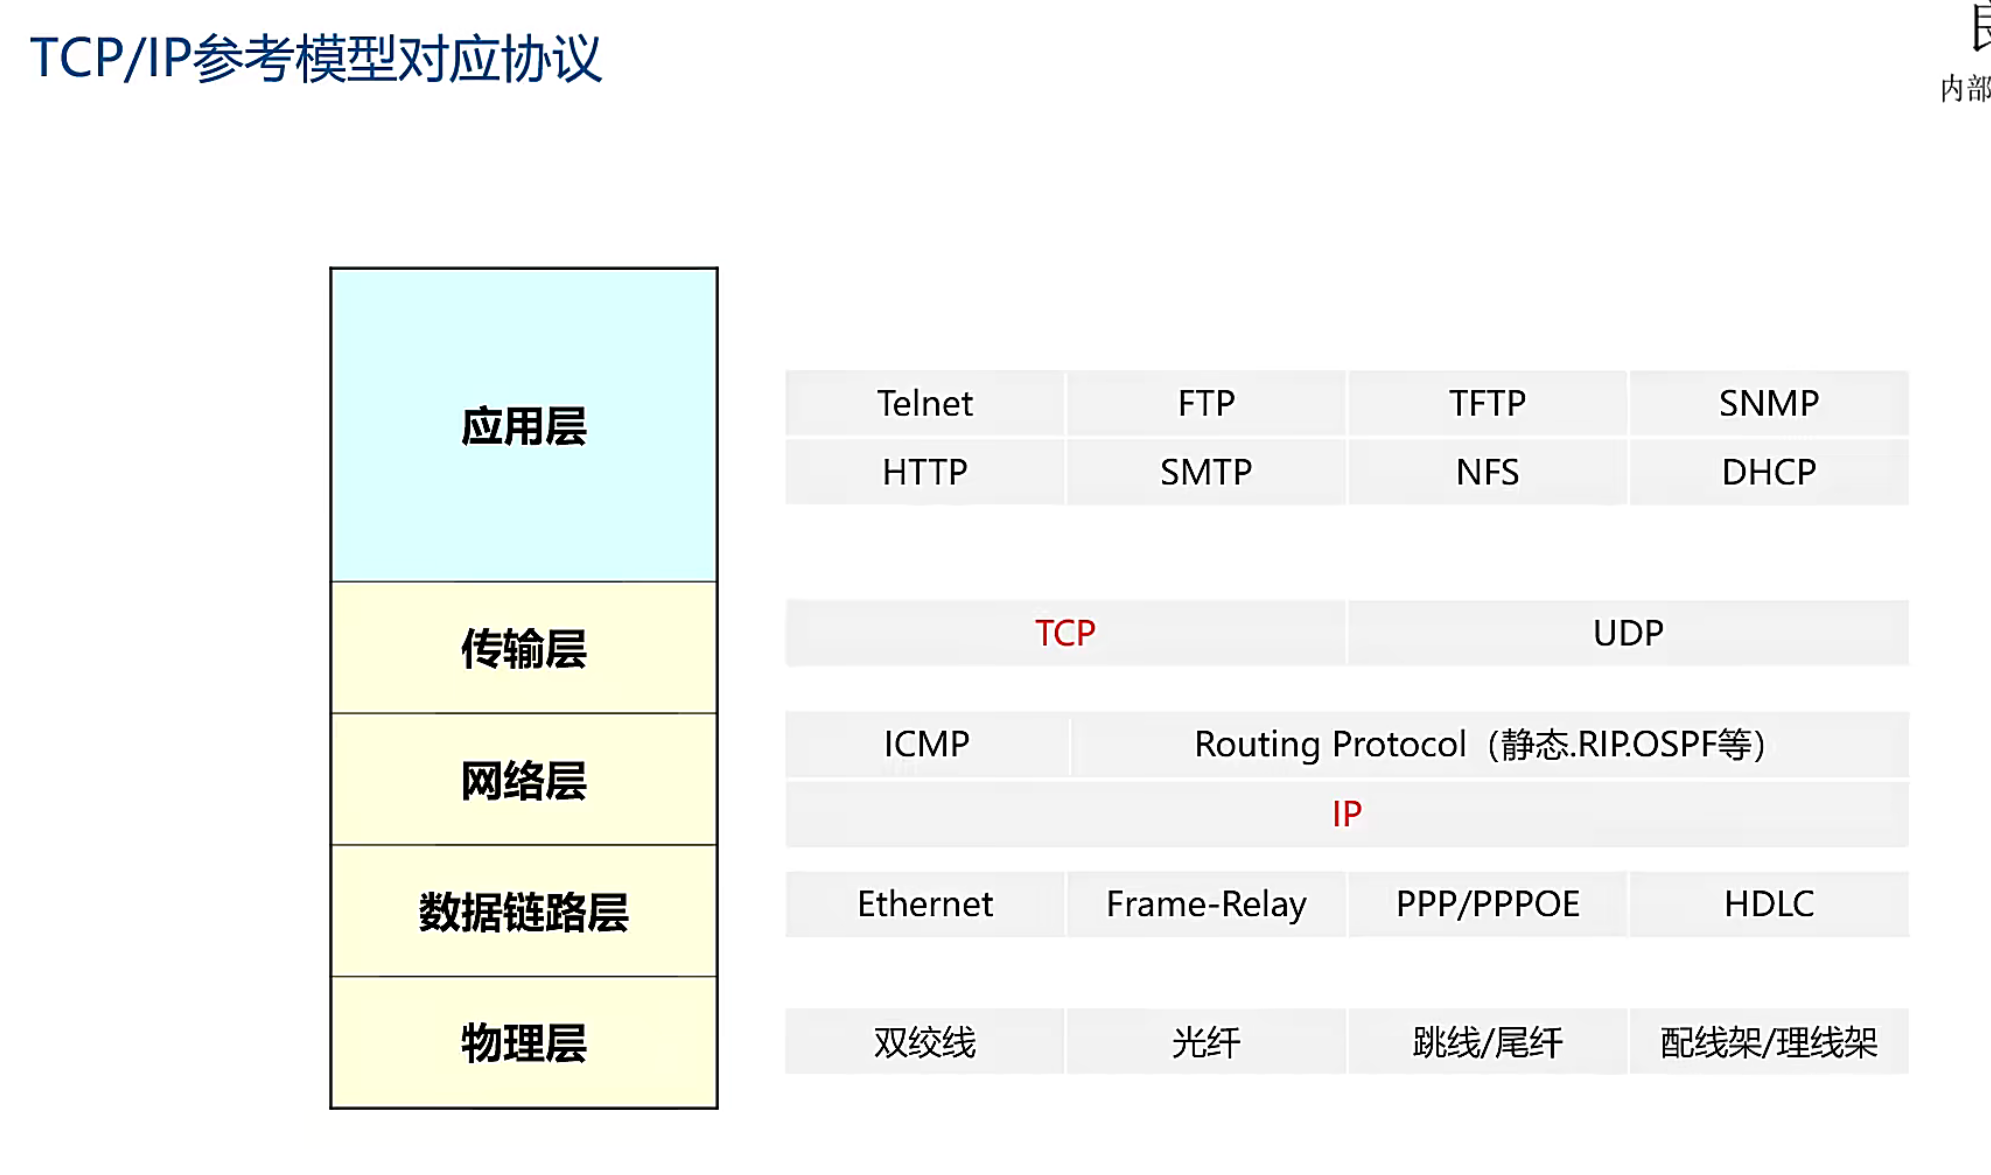 TCP/IP参考模型对应协议
内部
应用层
Telnet FTP TFTP SNMP
HTTP SMTP NFS DHCP
传输层
TCP UDP
网络层
ICMP Routing Protocol（静态.RIP.OSPF等）
IP
数据链路层
Ethernet Frame-Relay PPP/PPPOE HDLC
物理层
双绞线 光纤 跳线/尾纤 配线架/理线架